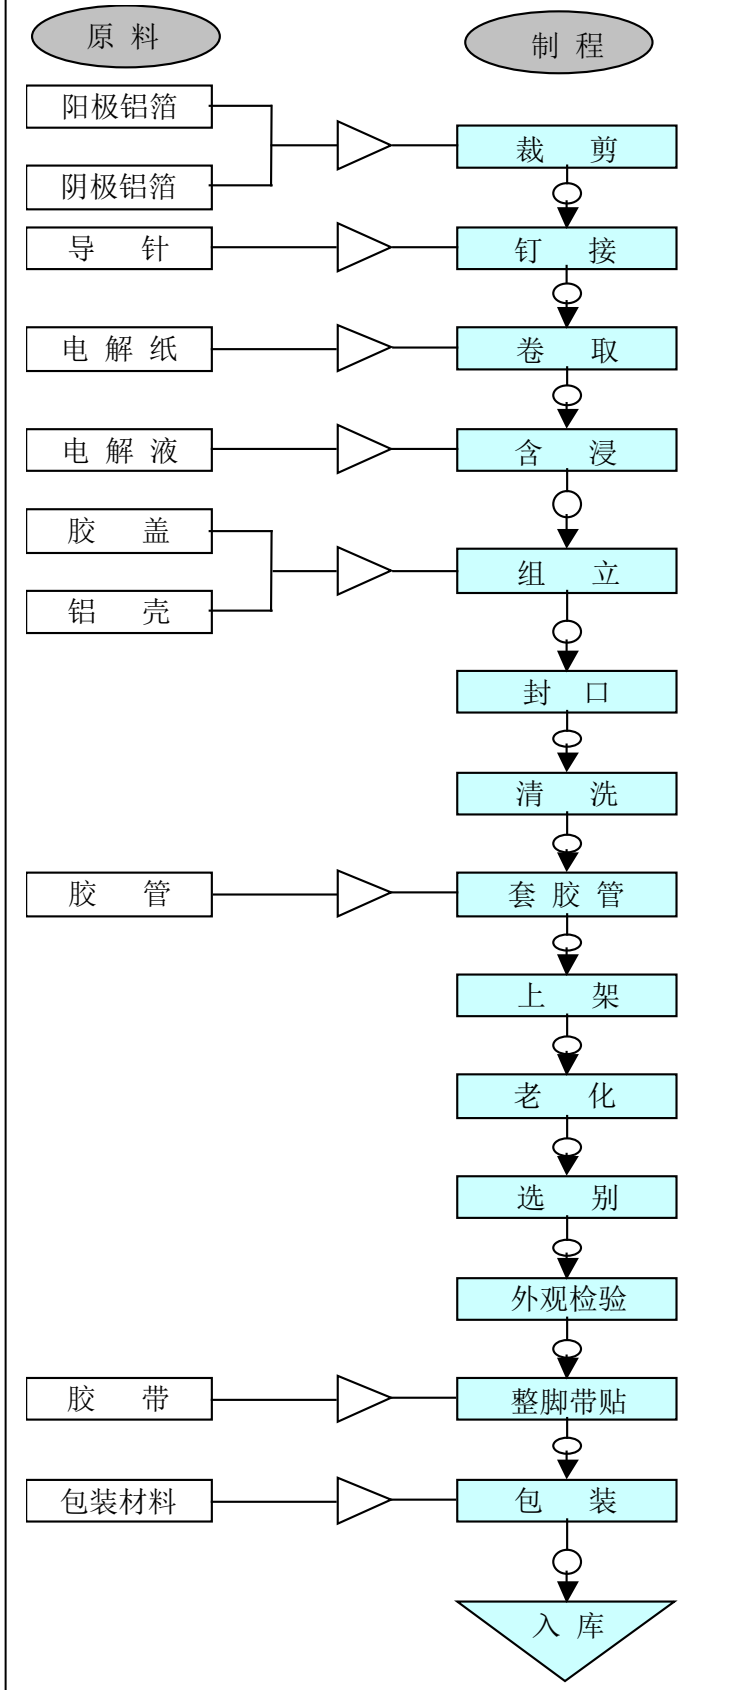 原 料
制 程
阳极铝箔
裁 剪
阴极铝箔
导 针
钉 接
电 解 纸
卷 取
电 解 液
含 浸
胶 盖
组 立
铝 壳
封 口
清 洗
胶 管
套 胶 管
上 架
老 化
选 别
外观检验
胶 带
整脚带贴
包装材料
包 装
入 库